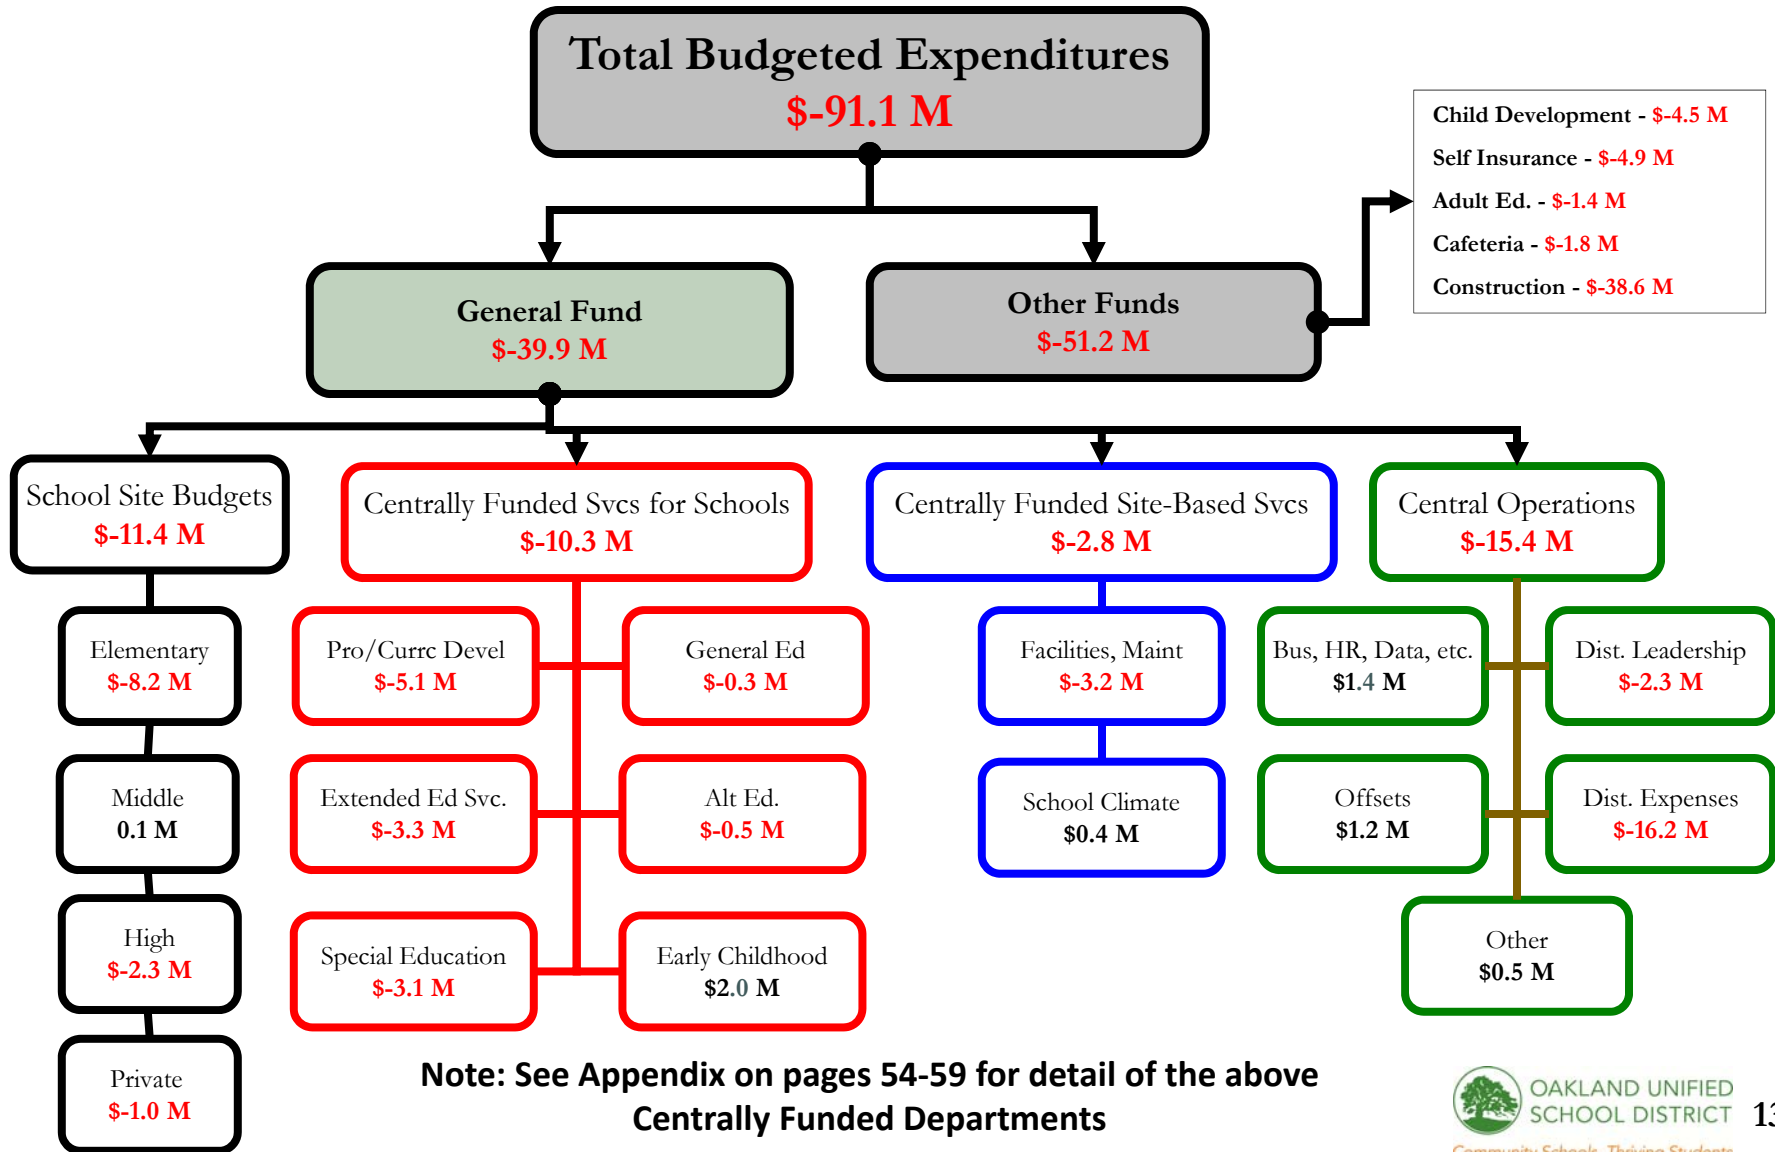 Total Budgeted Expenditures
$-91.1 M
Child Development - $-4.5 M
Self Insurance - $-4.9 M
Adult Ed. - $-1.4 M
Cafeteria - $-1.8 M
Construction - $-38.6 M
General Fund
$-39.9 M
Other Funds
$-51.2 M
School Site Budgets
$-11.4 M
Centrally Funded Svcs for Schools
$-10.3 M
Centrally Funded Site-Based Svcs
$-2.8 M
Central Operations
$-15.4 M
Elementary
$-8.2 M
Middle
0.1 M
High
$-2.3 M
Private
$-1.0 M
Pro/Currc Devel
$-5.1 M
General Ed
$-0.3 M
Extended Ed Svc.
$-3.3 M
Alt Ed.
$-0.5 M
Special Education
$-3.1 M
Early Childhood
$2.0 M
Facilities, Maint
$-3.2 M
School Climate
$0.4 M
Bus, HR, Data, etc.
$1.4 M
Dist. Leadership
$-2.3 M
Offsets
$1.2 M
Dist. Expenses
$-16.2 M
Other
$0.5 M
Note: See Appendix on pages 54-59 for detail of the above
Centrally Funded Departments
OAKLAND UNIFIED
SCHOOL DISTRICT
Community Schools, Thriving Students
13